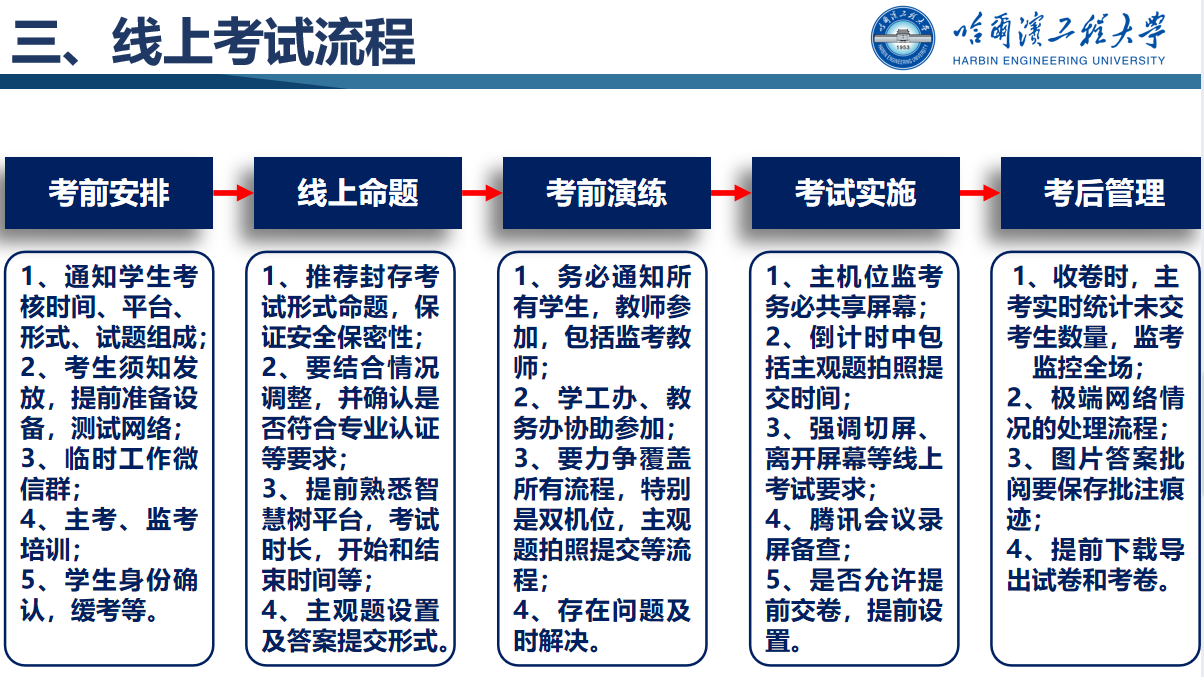 三、线上考试流程
1953
哈尔滨工程大学
HARBIN ENGINEERING UNIVERSITY
考前安排
1、通知学生考
核时间、平台、
形式、试题组成；
2、考生须知发
放，提前准备设
备，测试网络；
3、临时工作微
信群；
4、主考、监考
培训；
5、学生身份确
认，缓考等。
线上命题
1、推荐封存考
试形式命题，保
证安全保密性；
2、要结合情况
调整，并确认是
否符合专业认证
等要求；
3、提前熟悉智
慧树平台，考试
时长，开始和结
束时间等；
4、主观题设置
及答案提交形式。
考前演练
1、务必通知所
有学生，教师参
加，包括监考教
师；
2、学工办、教
务办协助参加；
3、要力争覆盖
所有流程，特别
是双机位，主观
题拍照提交等流
程；
4、存在问题及
时解决。
考试实施
1、主机位监考
务必共享屏幕；
2、倒计时中包
括主观题拍照提
交时间；
3、强调切屏、
离开屏幕等线上
考试要求；
4、腾讯会议录
屏备查；
5、是否允许提
前交卷，提前设
置。
考后管理
1、收卷时，主
考实时统计未交
考生数量，监考
监控全场；
2、极端网络情
况的处理流程；
3、图片答案批
阅要保存批注痕
迹；
4、提前下载导
出试卷和考卷。